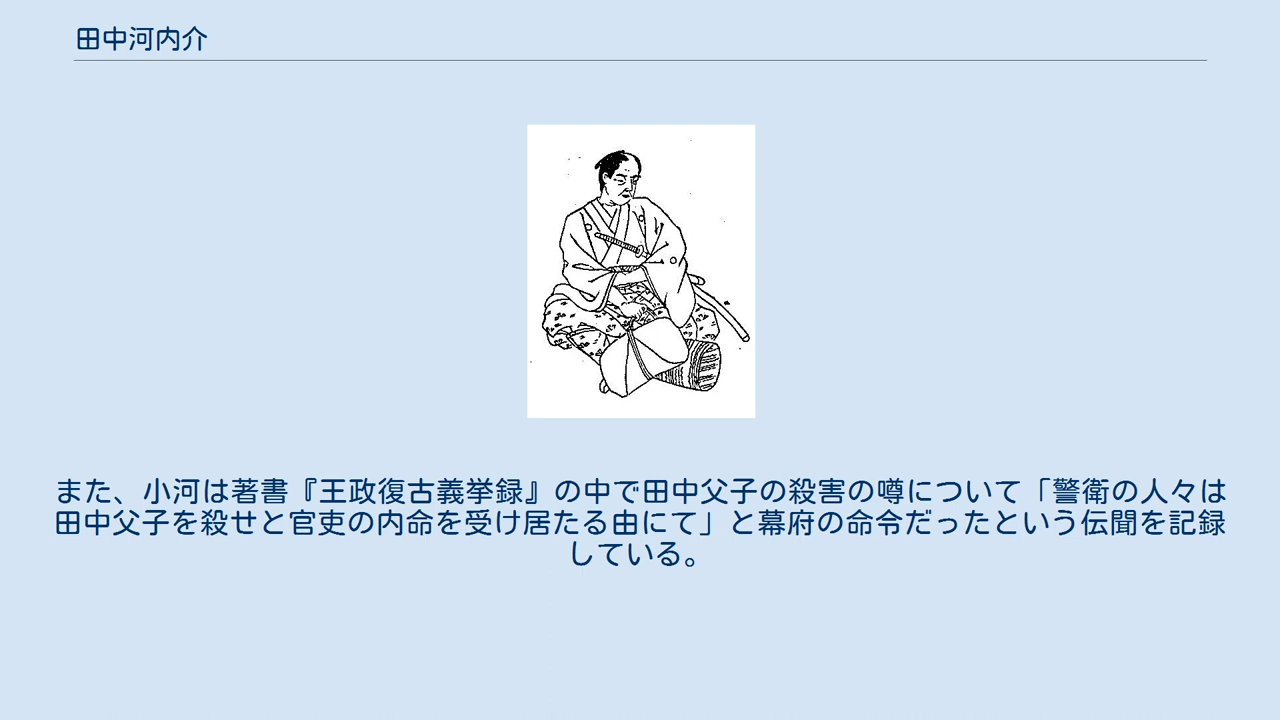 田中河内介
また、小河は著書『王政復古義挙録』の中で田中父子の殺害の噂について「警衛の人々は
田中父子を殺せと官吏の内命を受け居たる由にて」と幕府の命令だったという伝聞を記録
している。